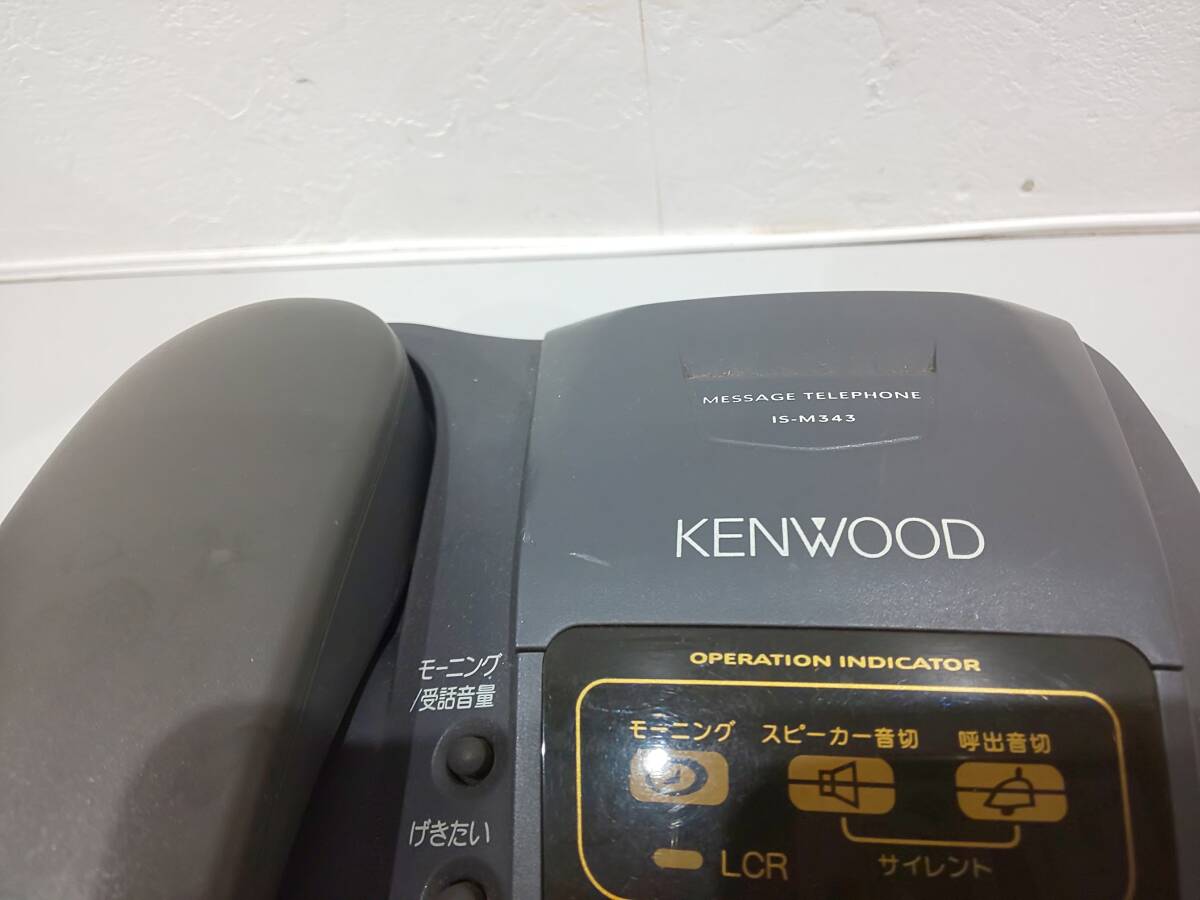 MESSAGE TELEPHONE
IS-M343
KENWOOD
モーニング
/受話音量
げきたい
OPERATION INDICATOR
モーニング スピーカー音切 呼出音切
LCR サイレント